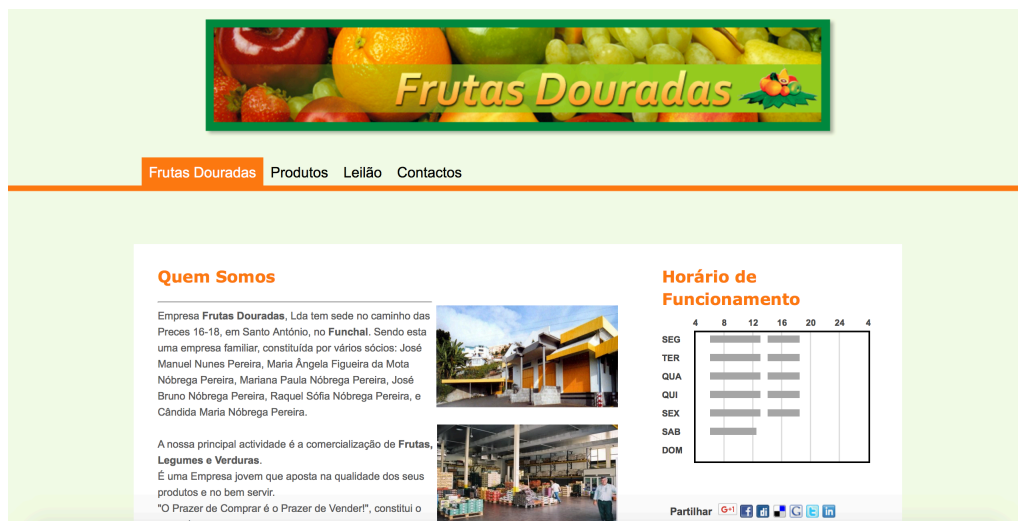 Frutas Douradas
Frutas Douradas Produtos Leilão Contactos
Quem Somos
Empresa Frutas Douradas, Lda tem sede no caminho das
Preces 16-18, em Santo António, no Funchal. Sendo esta
uma empresa familiar, constituída por vários sócios: José
Manuel Nunes Pereira, Maria Ângela Figueira da Mota
Nóbrega Pereira, Mariana Paula Nóbrega Pereira, José
Bruno Nóbrega Pereira, Raquel Sófia Nóbrega Pereira, e
Cândida Maria Nóbrega Pereira.
A nossa principal actividade é a comercialização de Frutas,
Legumes e Verduras.
É uma Empresa jovem que aposta na qualidade dos seus
produtos e no bem servir.
"O Prazer de Comprar é o Prazer de Vender!", constitui o
Horário de
Funcionamento
4 8 12 16 20 24 4
SEG
TER
QUA
QUI
SEX
SAB
DOM
Partilhar G+1 f di G t in